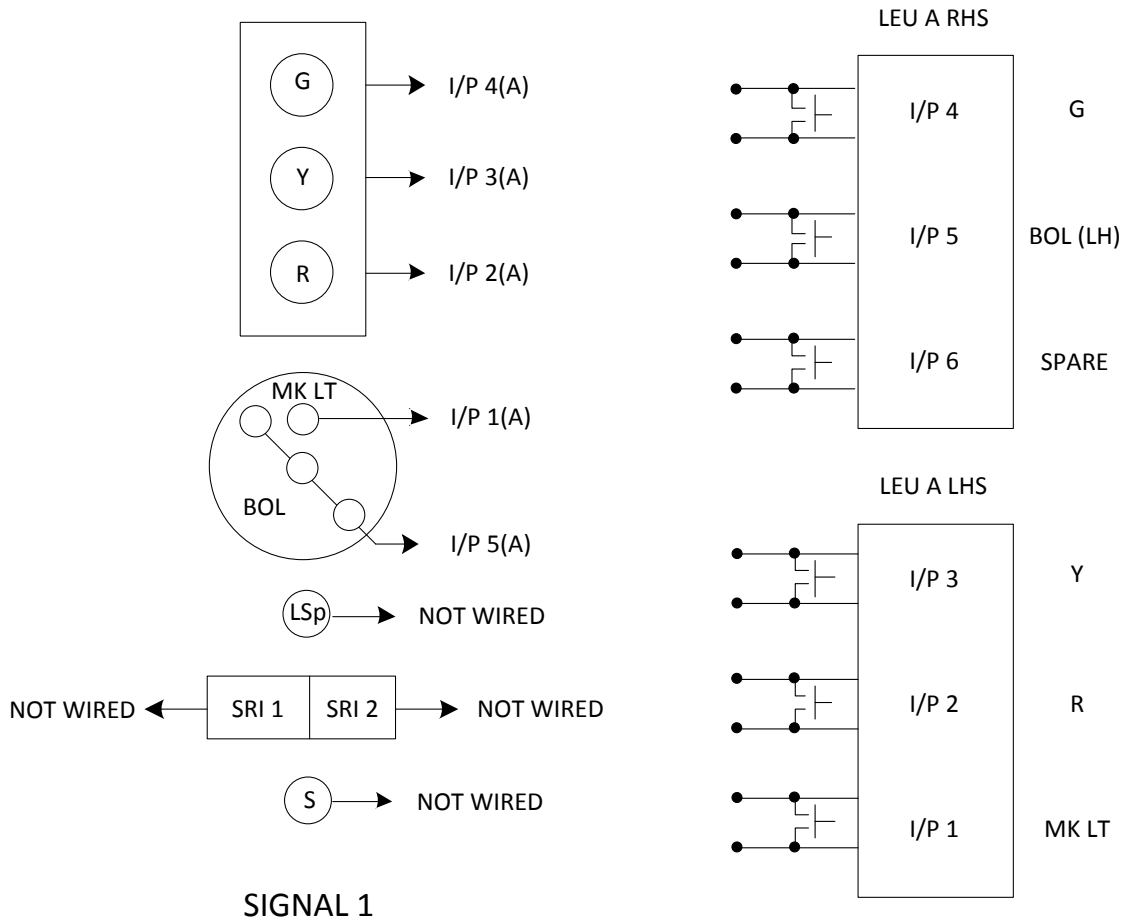 G
I/P 4(A)
Y
I/P 3(A)
R
I/P 2(A)
MK LT
I/P 1(A)
BOL
I/P 5(A)
LSp
NOT WIRED
NOT WIRED
SRI 1
SRI 2
NOT WIRED
S
NOT WIRED
SIGNAL 1
LEU A RHS
I/P 4
G
I/P 5
BOL (LH)
I/P 6
SPARE
LEU A LHS
I/P 3
Y
I/P 2
R
I/P 1
MK LT